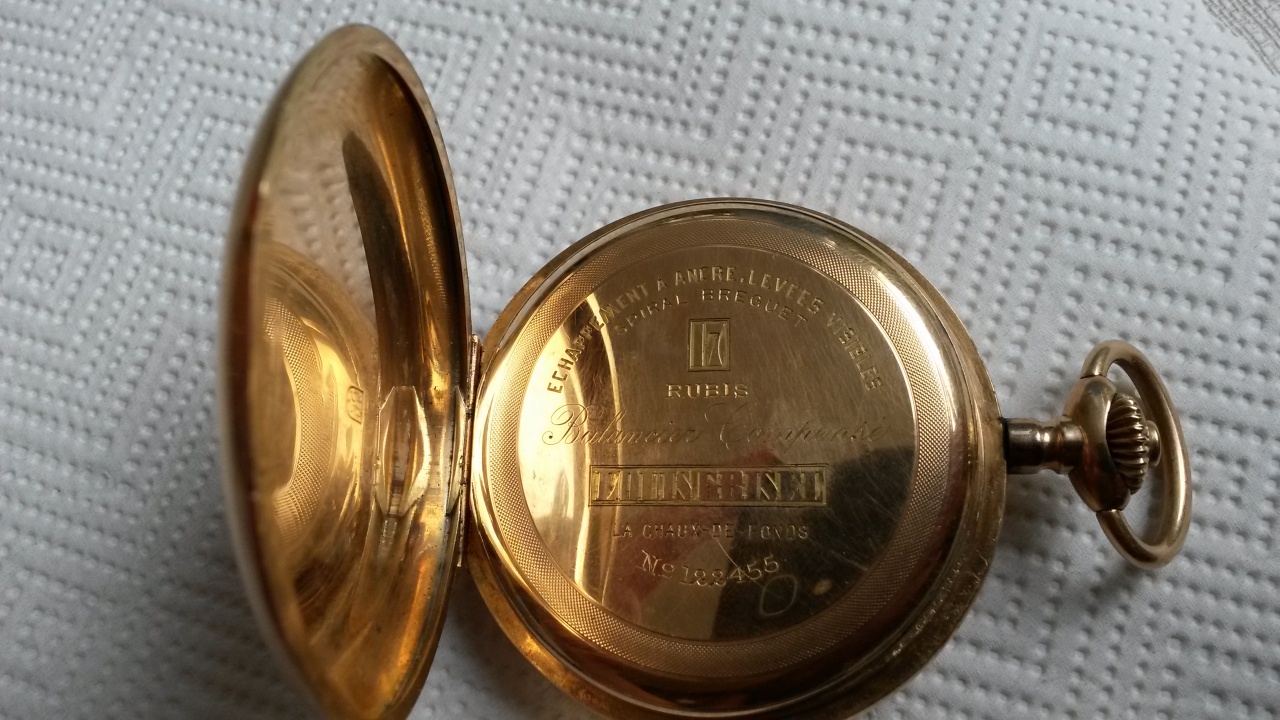 ECHAPPEMENT A ANCRE, LEVEES VISIBLES
SPIRAL BREGUET
17
RUBIS
Balancier Compensé
LA CHAUX-DE-FONDS
No 122455